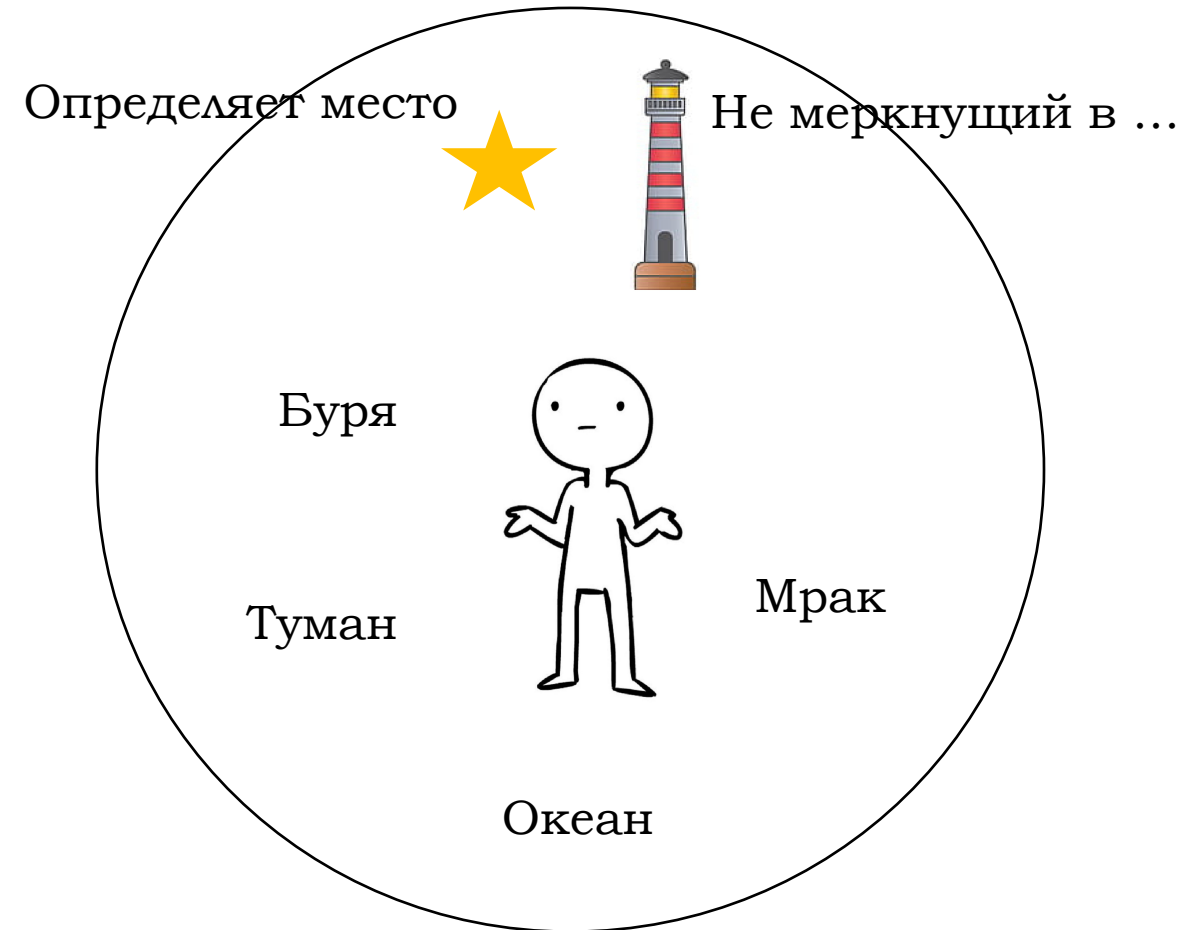 Определяет место
Не меркнущий в ...
Буря
Мрак
Туман
Океан